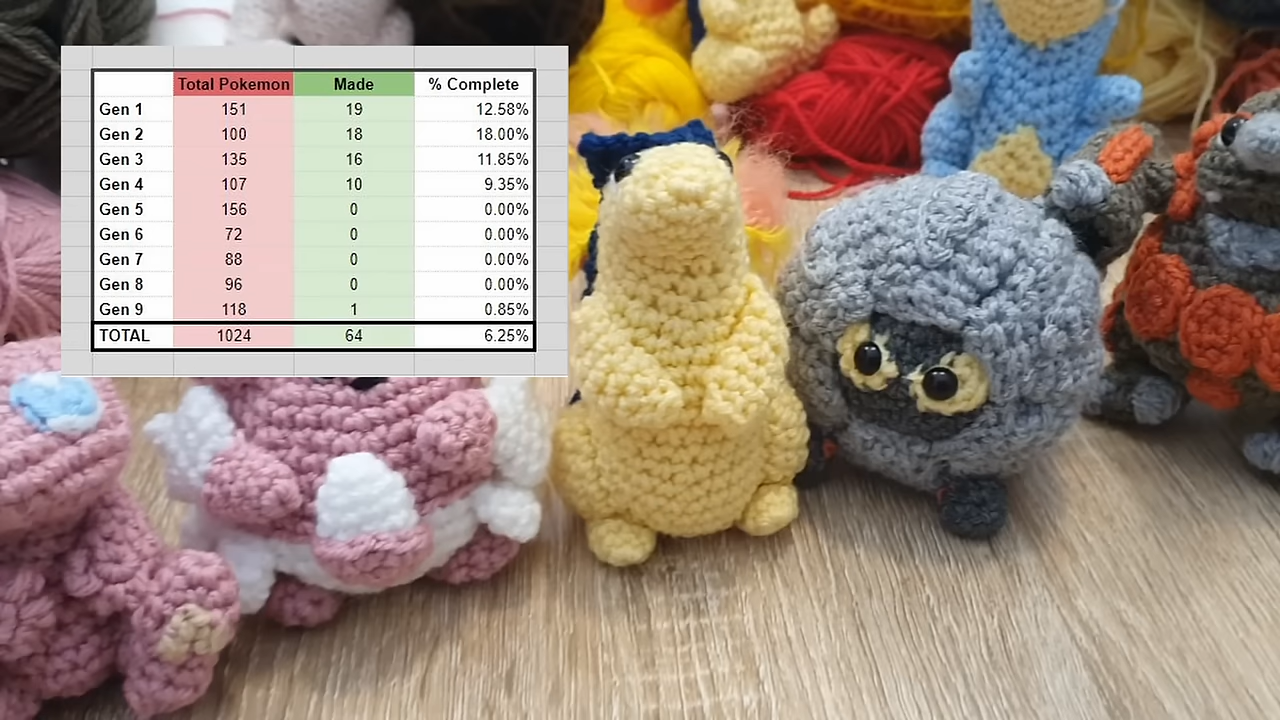 Total Pokemon Made % Complete
Gen 1 151 19 12.58%
Gen 2 100 18 18.00%
Gen 3 135 16 11.85%
Gen 4 107 10 9.35%
Gen 5 156 0 0.00%
Gen 6 72 0 0.00%
Gen 7 88 0 0.00%
Gen 8 96 0 0.00%
Gen 9 118 1 0.85%
TOTAL 1024 64 6.25%